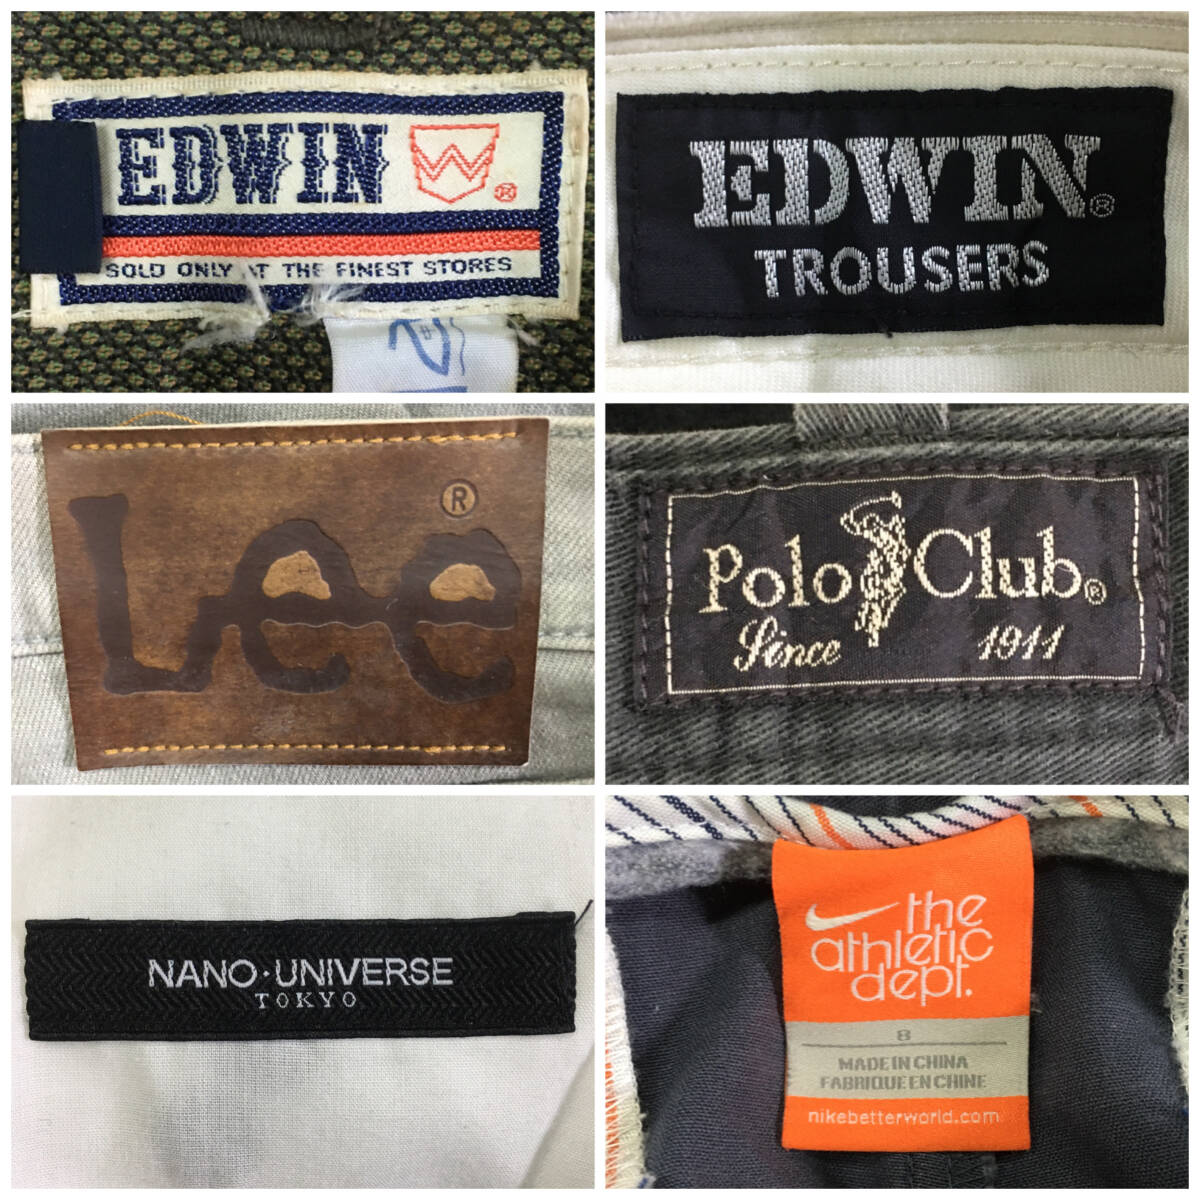 EDWIN W ®
SOLD ONLY AT THE FINEST STORES
EDWIN®
TROUSERS
Lee®
Polo Club®
Since 1911
NANO・UNIVERSE
TOKYO
the
athletic
dept.
8
MADE IN CHINA
FABRIQUE EN CHINE
nikebetterworld.com